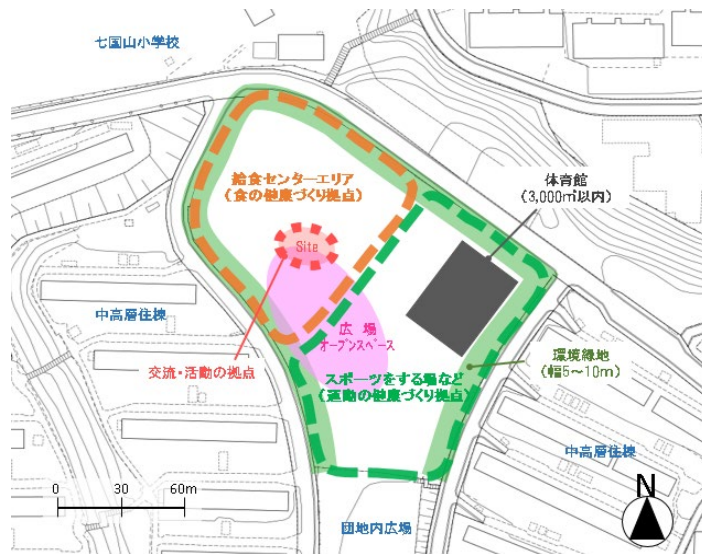 七国山小学校
給食センターエリア
(食の健康づくり拠点)
体育館
(3,000㎡以内)
Site
中高層住棟
広場
オープンスペース
交流・活動の拠点
環境緑地
(幅5～10m)
スポーツをする場など
(運動の健康づくり拠点)
中高層住棟
0 30 60m
N
団地内広場